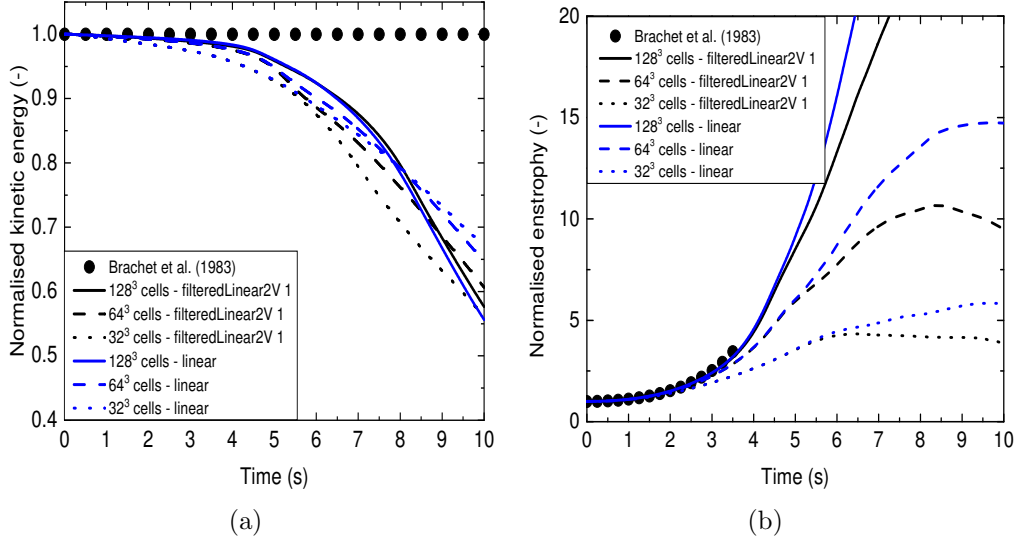 Normalised kinetic energy (-)
1.0
0.9
0.8
0.7
0.6
0.5
0.4
Brachet et al. (1983)
128³ cells - filteredLinear2V 1
64³ cells - filteredLinear2V 1
32³ cells - filteredLinear2V 1
128³ cells - linear
64³ cells - linear
32³ cells - linear
0 1 2 3 4 5 6 7 8 9 10
Time (s)
(a)
Normalised enstrophy (-)
20
15
10
5
0
Brachet et al. (1983)
128³ cells - filteredLinear2V 1
64³ cells - filteredLinear2V 1
32³ cells - filteredLinear2V 1
128³ cells - linear
64³ cells - linear
32³ cells - linear
0 1 2 3 4 5 6 7 8 9 10
Time (s)
(b)